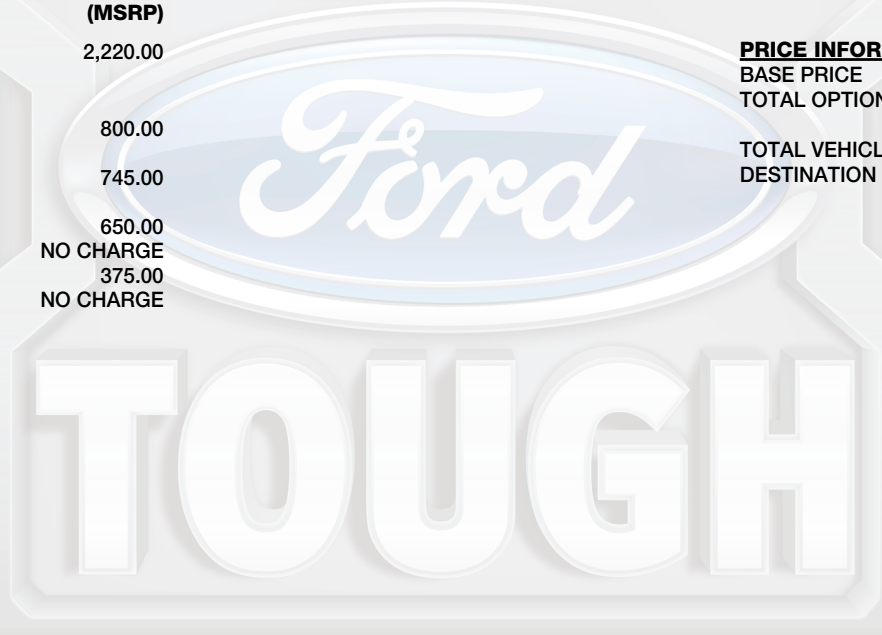 (MSRP)
2,220.00
800.00
745.00
650.00
NO CHARGE
375.00
NO CHARGE
PRICE INFOR
BASE PRICE
TOTAL OPTION
TOTAL VEHICL
DESTINATION
Ford
TOUGH